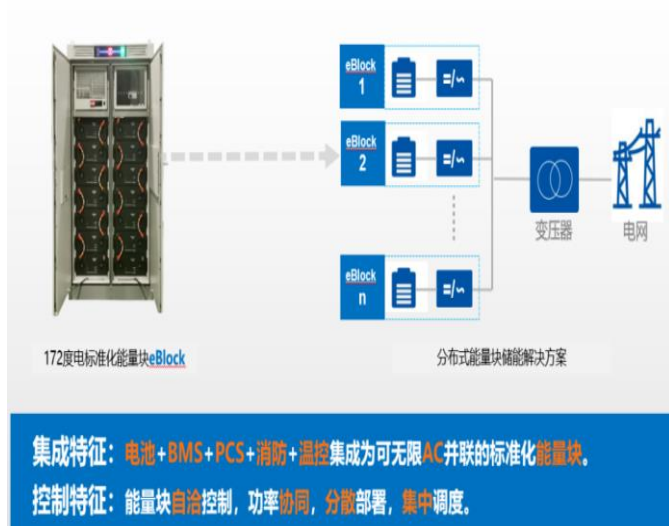 eBlock
1
=/~
eBlock
2
=/~
变压器
电网
eBlock
n
=/~
172度电标准化能量块eBlock
分布式能量块储能解决方案
集成特征：电池+BMS+PCS+消防+温控集成为可无限AC并联的标准化能量块。
控制特征：能量块自洽控制，功率协同，分散部署，集中调度。